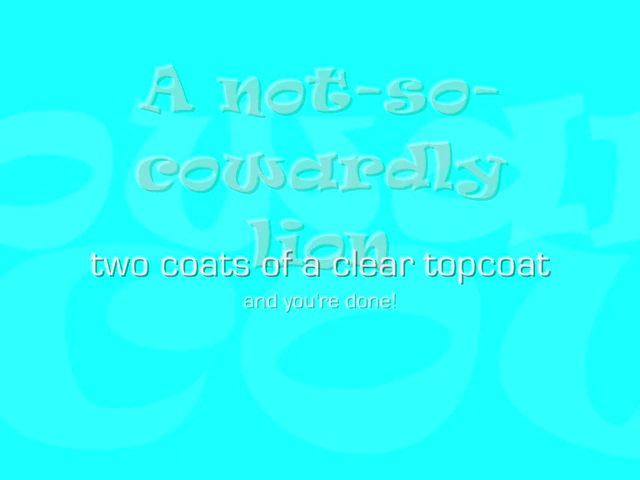 A not-so-
cowardly
lion
two coats of a clear topcoat
and you're done!